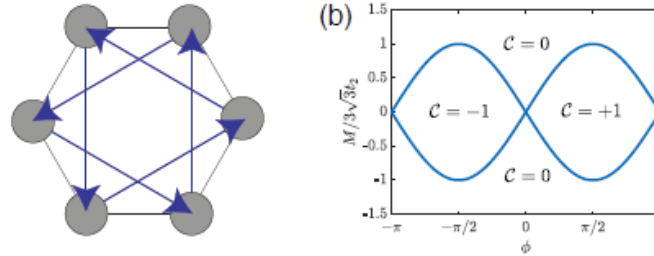 (b)
1.5
1
0.5
0
-0.5
-1
-1.5
M/3√3t₂
C = 0
C = −1
C = +1
C = 0
−π
−π/2
0
π/2
ϕ